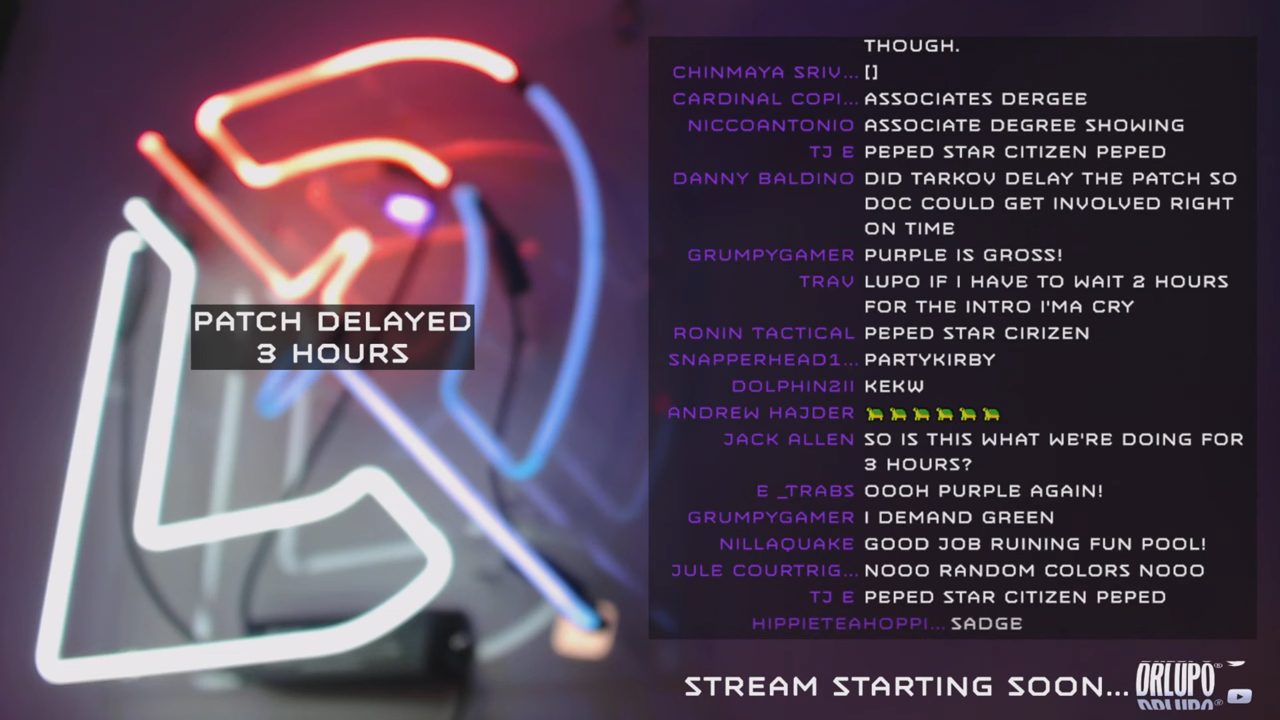 PATCH DELAYED
3 HOURS
THOUGH.
CHINMAYA SRIV... []
CARDINAL COPI... ASSOCIATES DERGEE
NICCOANTONIO ASSOCIATE DEGREE SHOWING
TJ E PEPED STAR CITIZEN PEPED
DANNY BALDINO DID TARKOV DELAY THE PATCH SO
DOC COULD GET INVOLVED RIGHT
ON TIME
GRUMPYGAMER PURPLE IS GROSS!
TRAV LUPO IF I HAVE TO WAIT 2 HOURS
FOR THE INTRO I'MA CRY
RONIN TACTICAL PEPED STAR CIRIZEN
SNAPPERHEAD1... PARTYKIRBY
DOLPHIN2II KEKW
ANDREW HAJDER 🐢🐢🐢🐢🐢🐢
JACK ALLEN SO IS THIS WHAT WE'RE DOING FOR
3 HOURS?
E _TRABS OOOH PURPLE AGAIN!
GRUMPYGAMER I DEMAND GREEN
NILLAQUAKE GOOD JOB RUINING FUN POOL!
JULE COURTRIG... NOOO RANDOM COLORS NOOO
TJ E PEPED STAR CITIZEN PEPED
HIPPIETEAHOPPI... SADGE
STREAM STARTING SOON... DRLUPO®